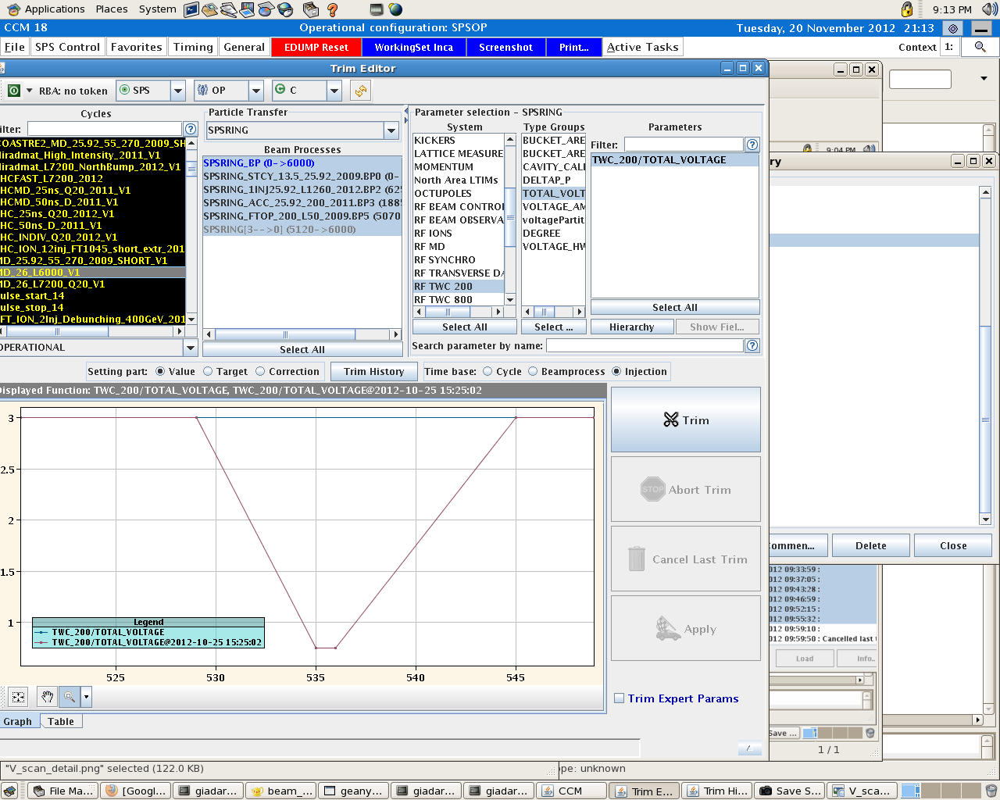 Applications Places System 9:13 PM
CCM 18 Operational configuration: SPSOP Tuesday, 20 November 2012 21:13
File SPS Control Favorites Timing General EDUMP Reset WorkingSet Inca Screenshot Print... Active Tasks Context 1:
Trim Editor
RBA: no token SPS OP C
Cycles
ilter:
COASTRE2_MD_25.92_55_270_2009_SH
iradmat_High_Intensity_2011_V1
iradmat_L7200_NorthBump_2012_V1
HCFAST_L7200_2012
HCMD_25ns_Q20_2011_V1
HCMD_50ns_D_2011_V1
HC_25ns_Q20_2012_V1
HC_50ns_D_2011_V1
HC_INDIV_Q20_2012_V1
HC_ION_12inj_FT1045_short_extr_201
MD_25.92_55_270_2009_SHORT_V1
MD_26_L6000_V1
MD_26_L7200_Q20_V1
ulse_start_14
ulse_stop_14
FT_ION_2Inj_Debunching_400GeV_201
OPERATIONAL
Particle Transfer
SPSRING
Beam Processes
SPSRING_BP (0->6000)
SPSRING_STCY_13.5_25.92_2009.BP0 (0-
SPSRING_1INJ25.92_L1260_2012.BP2 (625
SPSRING_ACC_25.92_200_2011.BP3 (1885
SPSRING_FTOP_200_L50_2009.BP5 (5070
SPSRING[3-->0] (5120->6000)
Select All
Parameter selection - SPSRING
System
KICKERS
LATTICE MEASURE
MOMENTUM
North Area LTIMs
OCTUPOLES
RF BEAM CONTROL
RF BEAM OBSERVA
RF IONS
RF MD
RF SYNCHRO
RF TRANSVERSE DA
RF TWC 200
RF TWC 800
Select All
Type Groups
BUCKET_ARE
BUCKET_ARE
CAVITY_CALI
DELTAP_P
TOTAL_VOLT
VOLTAGE_AM
voltagePartit
DEGREE
VOLTAGE_HW
Select ...
Parameters
Filter:
TWC_200/TOTAL_VOLTAGE
Select All
Hierarchy Show Fiel...
Search parameter by name:
Setting part: Value Target Correction Trim History Time base: Cycle Beamprocess Injection
Displayed Function: TWC_200/TOTAL_VOLTAGE, TWC_200/TOTAL_VOLTAGE@2012-10-25 15:25:02
3
2.5
2
1.5
1
Legend
TWC_200/TOTAL_VOLTAGE
TWC_200/TOTAL_VOLTAGE@2012-10-25 15:25:02
525 530 535 540 545
Graph Table
Trim
STOP Abort Trim
Cancel Last Trim
Apply
Trim Expert Params
9:04 PM
ry
ommen... Delete Close
012 09:33:59 :
012 09:37:05 :
012 09:43:28 :
012 09:46:59 :
012 09:52:15 :
012 09:55:32 :
012 09:59:10 :
012 09:59:50 : Cancelled last t
Load Info..
Save ...
1 / 1
"V_scan_detail.png" selected (122.0 KB) ope: unknown
File Ma... [Googl... giadar... beam_... geany... giadar... giadar... CCM Trim E... Trim Hi... Save S... V_sca...